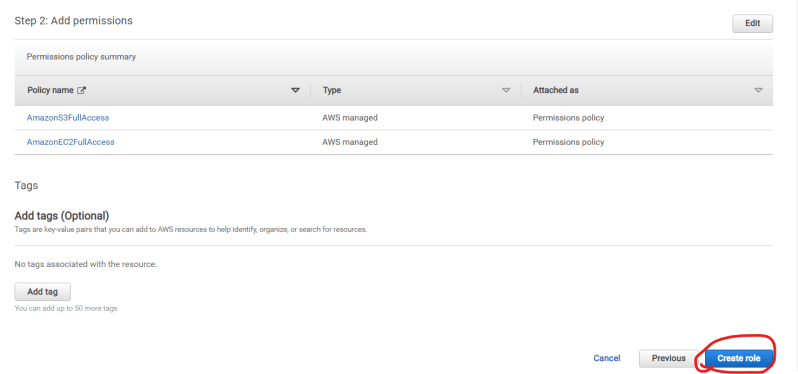 Step 2: Add permissions
Edit
Permissions policy summary
Policy name Type Attached as
AmazonS3FullAccess AWS managed Permissions policy
AmazonEC2FullAccess AWS managed Permissions policy
Tags
Add tags (Optional)
Tags are key-value pairs that you can add to AWS resources to help identify, organize, or search for resources.
No tags associated with the resource.
Add tag
You can add up to 50 more tags
Cancel Previous Create role